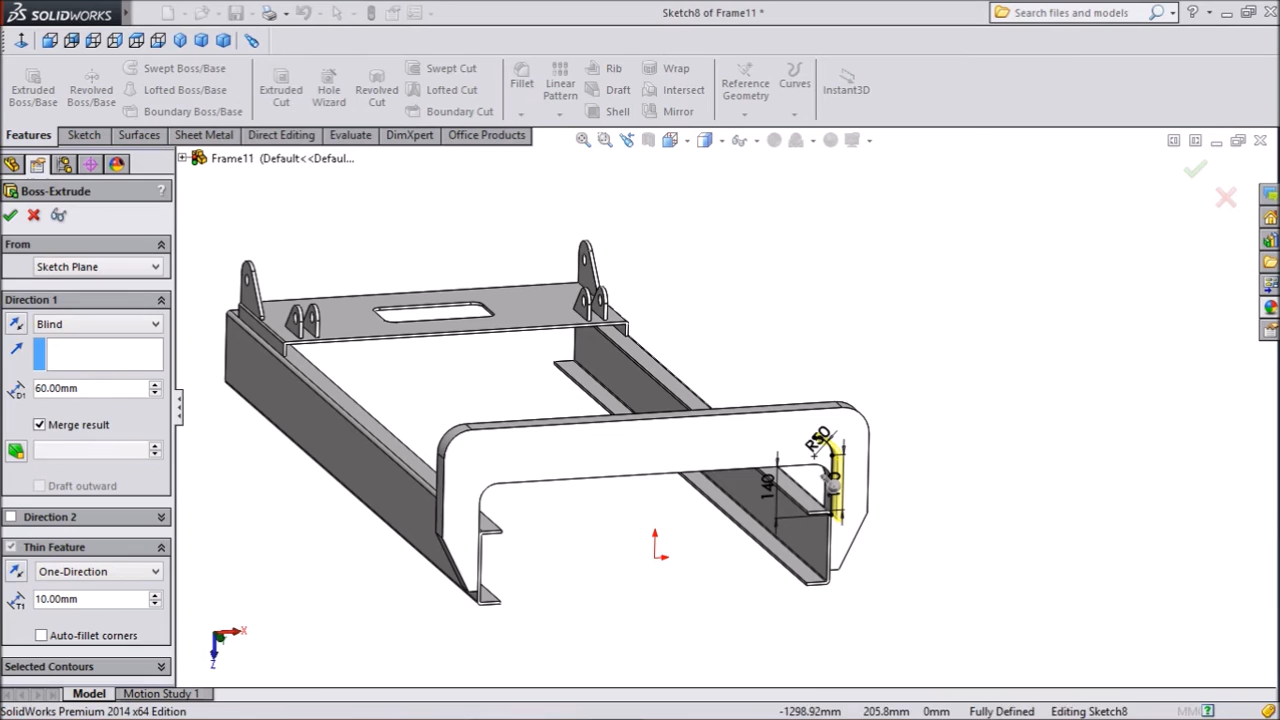 SOLIDWORKS
Sketch8 of Frame11 *
Search files and models
Extruded Boss/Base
Revolved Boss/Base
Swept Boss/Base
Lofted Boss/Base
Boundary Boss/Base
Extruded Cut
Hole Wizard
Revolved Cut
Swept Cut
Lofted Cut
Boundary Cut
Fillet
Linear Pattern
Rib
Draft
Shell
Wrap
Intersect
Mirror
Reference Geometry
Curves
Instant3D
Features
Sketch
Surfaces
Sheet Metal
Direct Editing
Evaluate
DimXpert
Office Products
Frame11 (Default<<Defaul...
Boss-Extrude
?
From
Sketch Plane
Direction 1
Blind
D1
60.00mm
Merge result
Draft outward
Direction 2
Thin Feature
One-Direction
T1
10.00mm
Auto-fillet corners
Selected Contours
R50
140
X
Z
Model
Motion Study 1
SolidWorks Premium 2014 x64 Edition
-1298.92mm
205.8mm
0mm
Fully Defined
Editing Sketch8